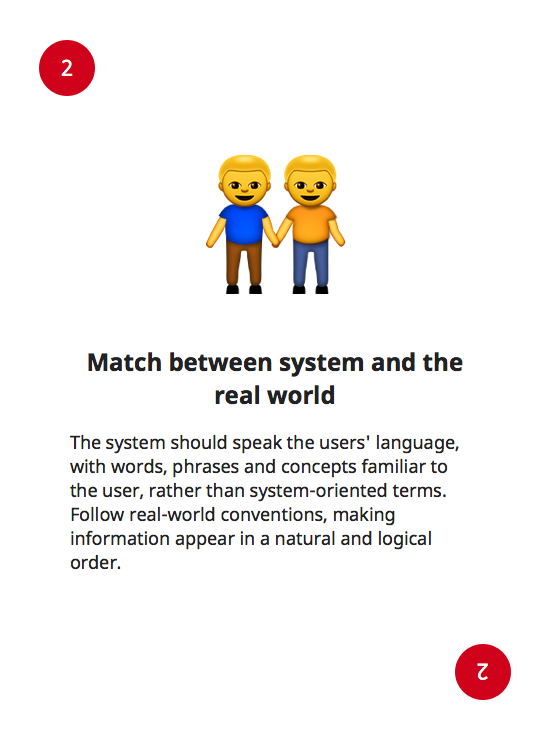 2
Match between system and the
real world
The system should speak the users' language,
with words, phrases and concepts familiar to
the user, rather than system-oriented terms.
Follow real-world conventions, making
information appear in a natural and logical
order.
2